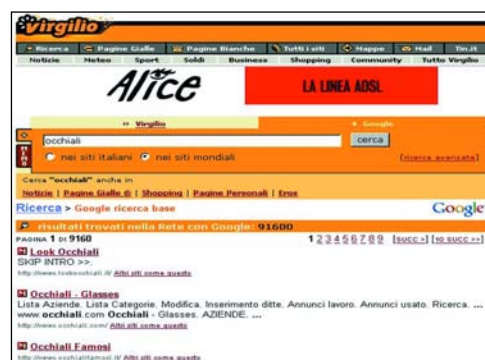 Virgilio
Ricerca Pagine Gialle Pagine Bianche Tutti i siti Mappe Mail Tin.it
Notizie Meteo Sport Soldi Business Shopping Community Tutto Virgilio
Alice LA LINEA ADSL.
Virgilio Google
occhiali cerca
nei siti italiani nei siti mondiali [ricerca avanzata]
Cerca "occhiali" anche in
Notizie | Pagine Gialle | Shopping | Pagine Personali | Eros
Ricerca > Google ricerca base Google
risultati trovati nella Rete con Google: 91600
PAGINA 1 DI 9160 1 2 3 4 5 6 7 8 9 [SUCC >] [10 SUCC >>]
Look Occhiali
SKIP INTRO >>.
http://www.lookocchiali.it/ Altri siti come questo
Occhiali - Glasses
Lista Aziende. Lista Categorie. Modifica. Inserimento ditte. Annunci lavoro. Annunci usato. Ricerca. ...
www.occhiali.com Occhiali - Glasses. AZIENDE. ...
http://www.occhiali.com/ Altri siti come questo
Occhiali Famosi
http://www.occhialifamosi.it/ Altri siti come questo